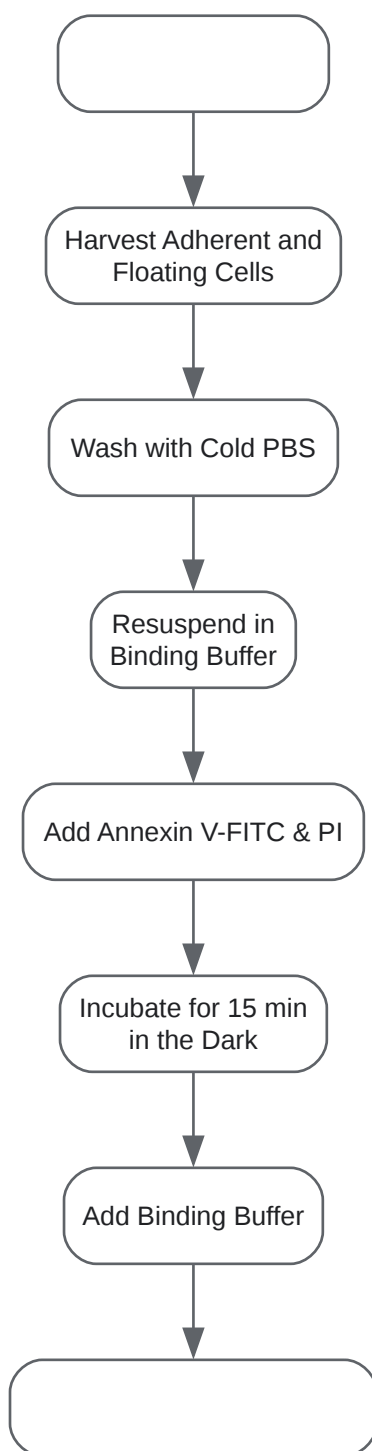 Harvest Adherent and
Floating Cells
Wash with Cold PBS
Resuspend in
Binding Buffer
Add Annexin V-FITC & PI
Incubate for 15 min
in the Dark
Add Binding Buffer